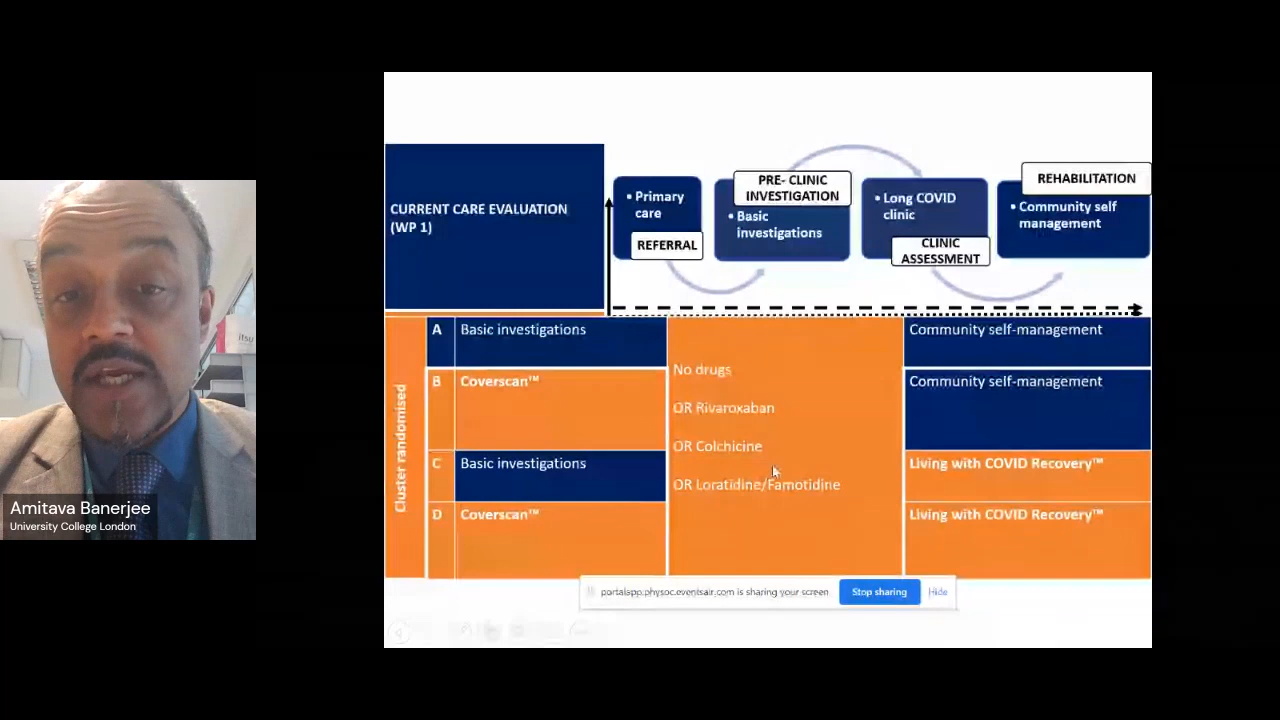 CURRENT CARE EVALUATION
(WP 1)
• Primary
care
REFERRAL
PRE- CLINIC
INVESTIGATION
• Basic
investigations
• Long COVID
clinic
CLINIC
ASSESSMENT
REHABILITATION
• Community self
management
Cluster randomised
A
Basic investigations
Community self-management
B
Coverscan™
Community self-management
C
Basic investigations
Living with COVID Recovery™
D
Coverscan™
Living with COVID Recovery™
No drugs
OR Rivaroxaban
OR Colchicine
OR Loratidine/Famotidine
portalapp.physoc.eventsair.com is sharing your screen
Stop sharing
Hide
Amitava Banerjee
University College London
itsu